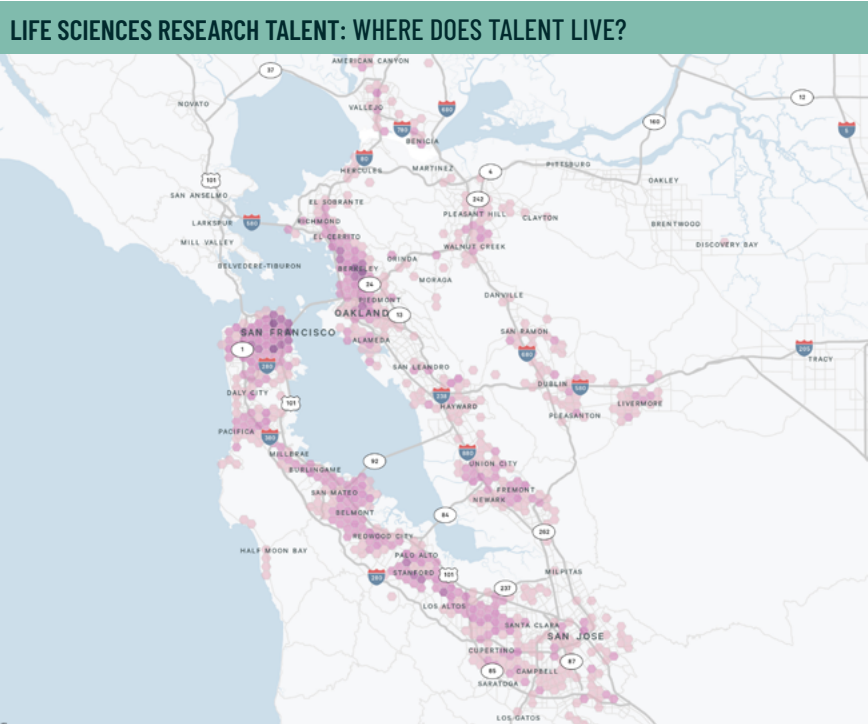 LIFE SCIENCES RESEARCH TALENT: WHERE DOES TALENT LIVE?
AMERICAN CANYON
37
12
NOVATO
VALLEJO
680
160
780
5
BENICIA
80
HERCULES
MARTINEZ
4
PITTSBURG
101
OAKLEY
SAN ANSELMO
EL SOBRANTE
242
LARKSPUR
580
RICHMOND
PLEASANT HILL
CLAYTON
BRENTWOOD
MILL VALLEY
EL CERRITO
WALNUT CREEK
DISCOVERY BAY
BELVEDERE-TIBURON
BERKELEY
ORINDA
24
MORAGA
PIEDMONT
DANVILLE
OAKLAND
13
SAN FRANCISCO
SAN RAMON
1
ALAMEDA
680
205
TRACY
280
SAN LEANDRO
DALY CITY
238
DUBLIN
580
101
HAYWARD
PLEASANTON
LIVERMORE
PACIFICA
380
MILLBRAE
880
92
UNION CITY
BURLINGAME
SAN MATEO
FREMONT
NEWARK
BELMONT
84
REDWOOD CITY
262
HALF MOON BAY
PALO ALTO
STANFORD
101
MILPITAS
280
237
LOS ALTOS
SANTA CLARA
SAN JOSE
CUPERTINO
87
85
CAMPBELL
SARATOGA
LOS GATOS